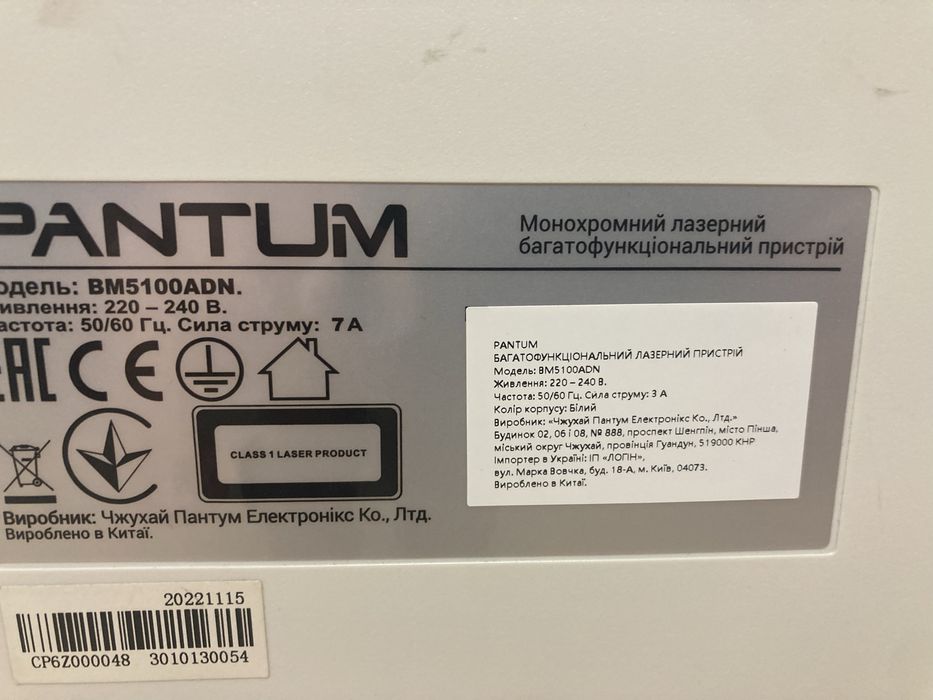 PANTUM
Монохромний лазерний
багатофункціональний пристрій
одель: BM5100ADN.
ивлення: 220 – 240 В.
астота: 50/60 Гц. Сила струму: 7 А
EAC CE
CLASS 1 LASER PRODUCT
Виробник: Чжухай Пантум Електронікс Ко., Лтд.
Вироблено в Китаї.
PANTUM
БАГАТОФУНКЦІОНАЛЬНИЙ ЛАЗЕРНИЙ ПРИСТРІЙ
Модель: BM5100ADN
Живлення: 220 – 240 В.
Частота: 50/60 Гц. Сила струму: 3 А
Колір корпусу: Білий
Виробник: «Чжухай Пантум Електронікс Ко., Лтд.»
Будинок 02, 06 і 08, № 888, проспект Шенгпін, місто Пінша,
міський округ Чжухай, провінція Гуандун, 519000 КНР
Імпортер в Україні: ІП «ЛОГІН»,
вул. Марка Вовчка, буд. 18-А, м. Київ, 04073.
Вироблено в Китаї.
20221115
CP6Z000048 3010130054